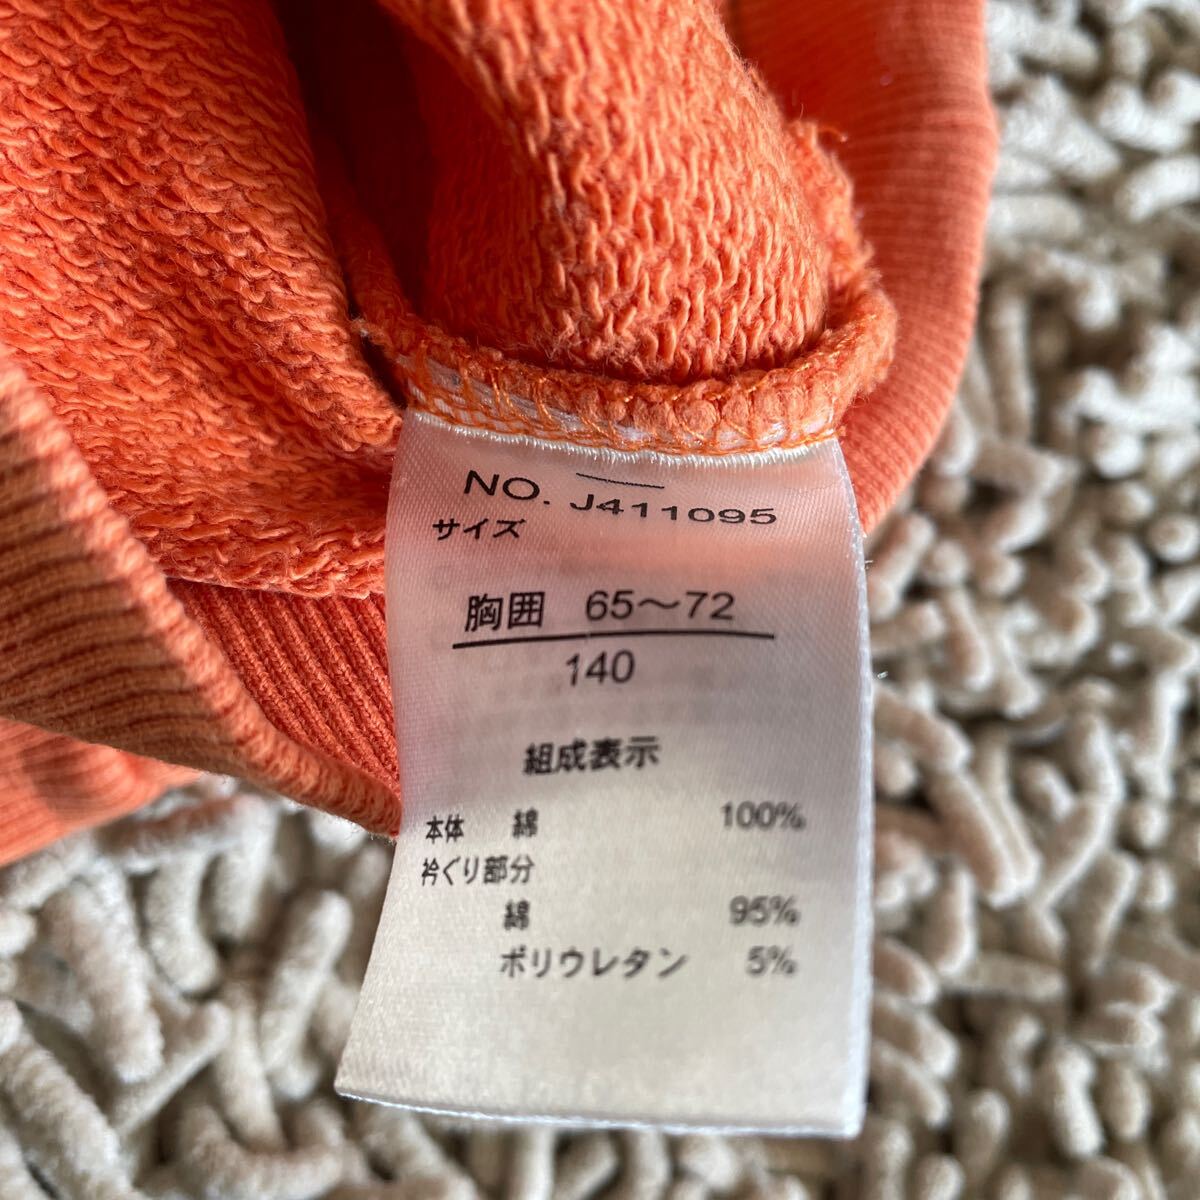 NO. J411095
サイズ
胸囲 65～72
140
組成表示
本体 綿 100%
衿ぐり部分
綿 95%
ポリウレタン 5%